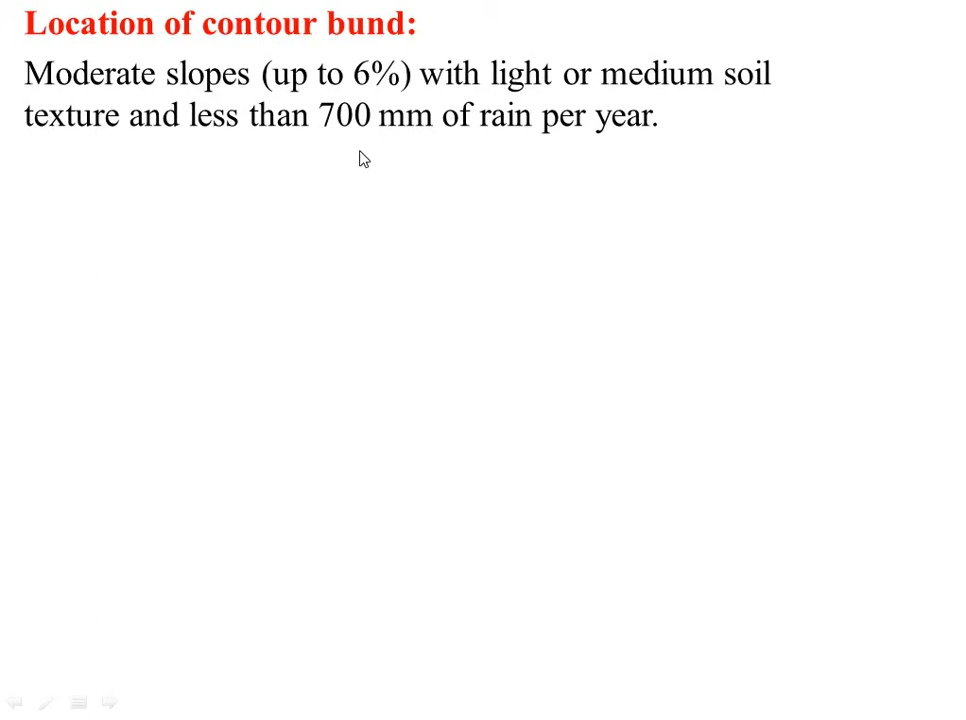 Location of contour bund:
Moderate slopes (up to 6%) with light or medium soil
texture and less than 700 mm of rain per year.